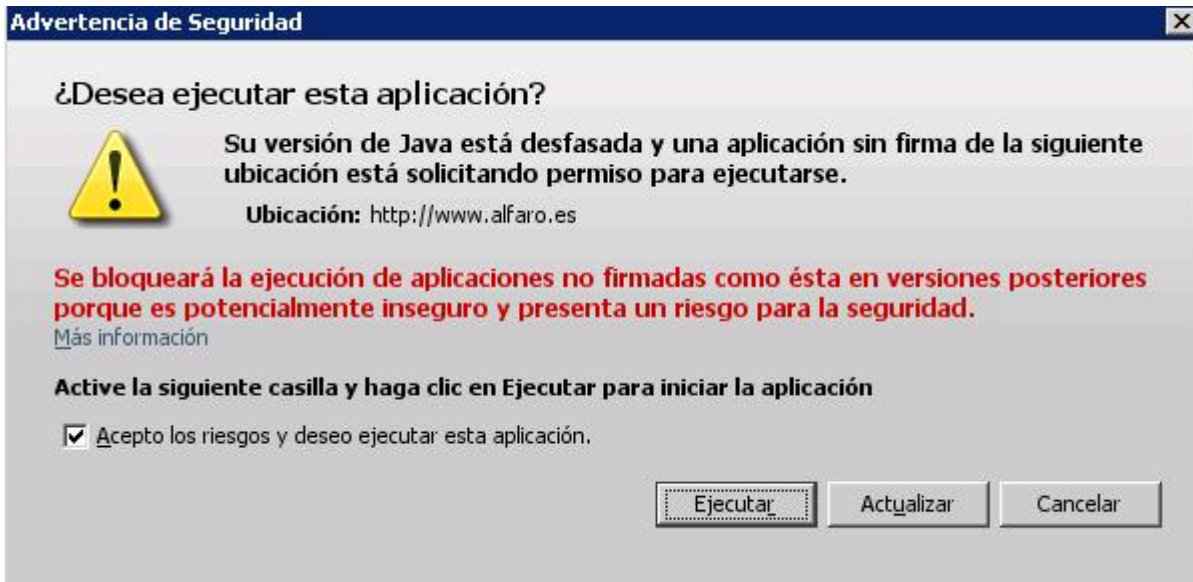 Advertencia de Seguridad
¿Desea ejecutar esta aplicación?
Su versión de Java está desfasada y una aplicación sin firma de la siguiente
ubicación está solicitando permiso para ejecutarse.
Ubicación: http://www.alfaro.es
Se bloqueará la ejecución de aplicaciones no firmadas como ésta en versiones posteriores
porque es potencialmente inseguro y presenta un riesgo para la seguridad.
Más información
Active la siguiente casilla y haga clic en Ejecutar para iniciar la aplicación
Acepto los riesgos y deseo ejecutar esta aplicación.
Ejecutar Actualizar Cancelar